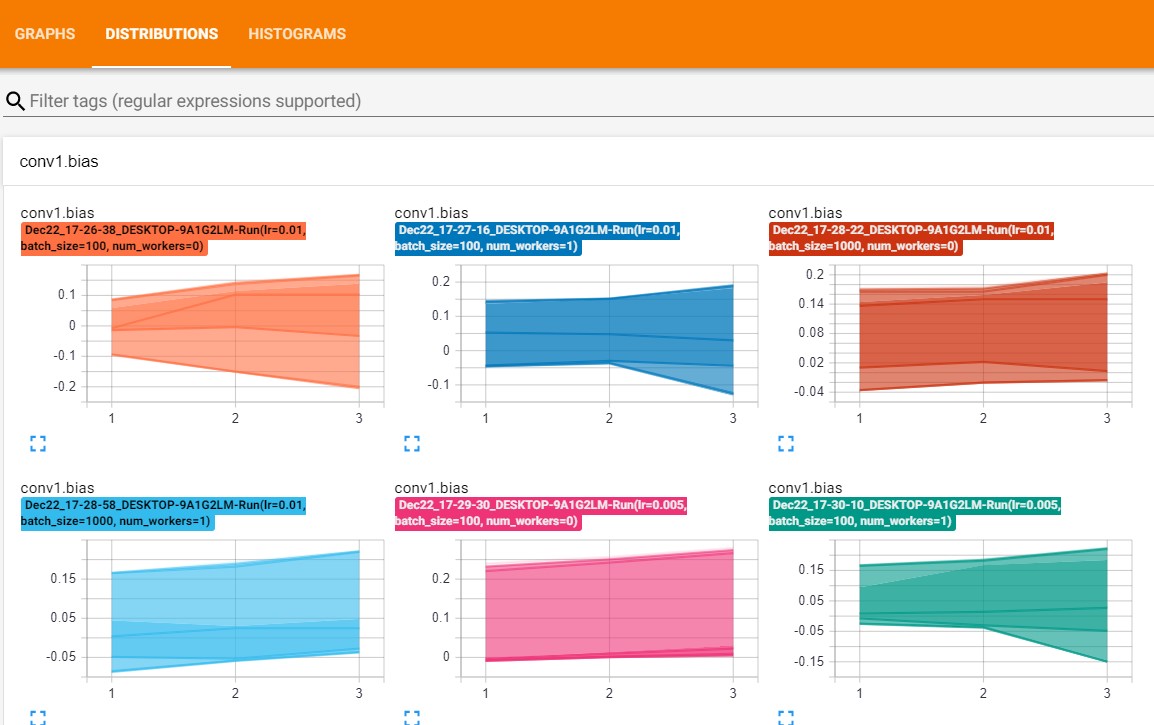 GRAPHS DISTRIBUTIONS HISTOGRAMS
Filter tags (regular expressions supported)
conv1.bias
conv1.bias
Dec22_17-26-38_DESKTOP-9A1G2LM-Run(lr=0.01,
batch_size=100, num_workers=0)
0.1
0
-0.1
-0.2
1 2 3
conv1.bias
Dec22_17-27-16_DESKTOP-9A1G2LM-Run(lr=0.01,
batch_size=100, num_workers=1)
0.2
0.1
0
-0.1
1 2 3
conv1.bias
Dec22_17-28-22_DESKTOP-9A1G2LM-Run(lr=0.01,
batch_size=1000, num_workers=0)
0.2
0.14
0.08
0.02
-0.04
1 2 3
conv1.bias
Dec22_17-28-58_DESKTOP-9A1G2LM-Run(lr=0.01,
batch_size=1000, num_workers=1)
0.15
0.05
-0.05
1 2 3
conv1.bias
Dec22_17-29-30_DESKTOP-9A1G2LM-Run(lr=0.005,
batch_size=100, num_workers=0)
0.2
0.1
0
1 2 3
conv1.bias
Dec22_17-30-10_DESKTOP-9A1G2LM-Run(lr=0.005,
batch_size=100, num_workers=1)
0.15
0.05
-0.05
-0.15
1 2 3